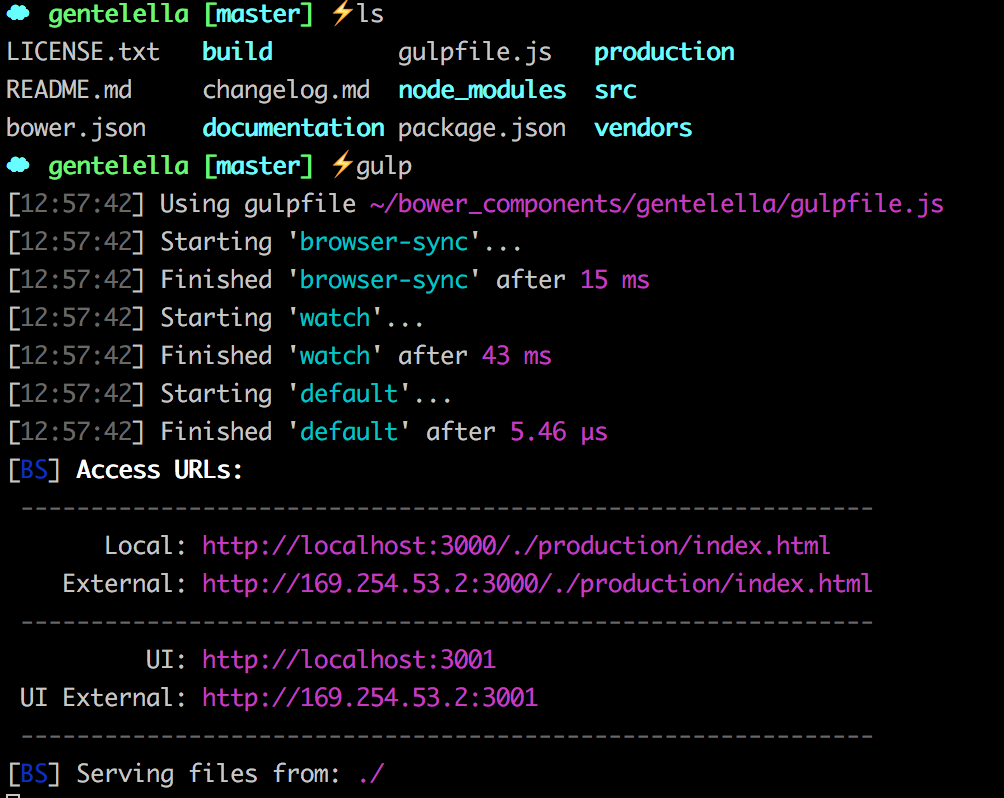 gentelella [master] ⚡ls
LICENSE.txt build gulpfile.js production
README.md changelog.md node_modules src
bower.json documentation package.json vendors
gentelella [master] ⚡gulp
[12:57:42] Using gulpfile ~/bower_components/gentelella/gulpfile.js
[12:57:42] Starting 'browser-sync'...
[12:57:42] Finished 'browser-sync' after 15 ms
[12:57:42] Starting 'watch'...
[12:57:42] Finished 'watch' after 43 ms
[12:57:42] Starting 'default'...
[12:57:42] Finished 'default' after 5.46 μs
[BS] Access URLs:
-------------------------------------------------------------
Local: http://localhost:3000/./production/index.html
External: http://169.254.53.2:3000/./production/index.html
-------------------------------------------------------------
UI: http://localhost:3001
UI External: http://169.254.53.2:3001
-------------------------------------------------------------
[BS] Serving files from: ./